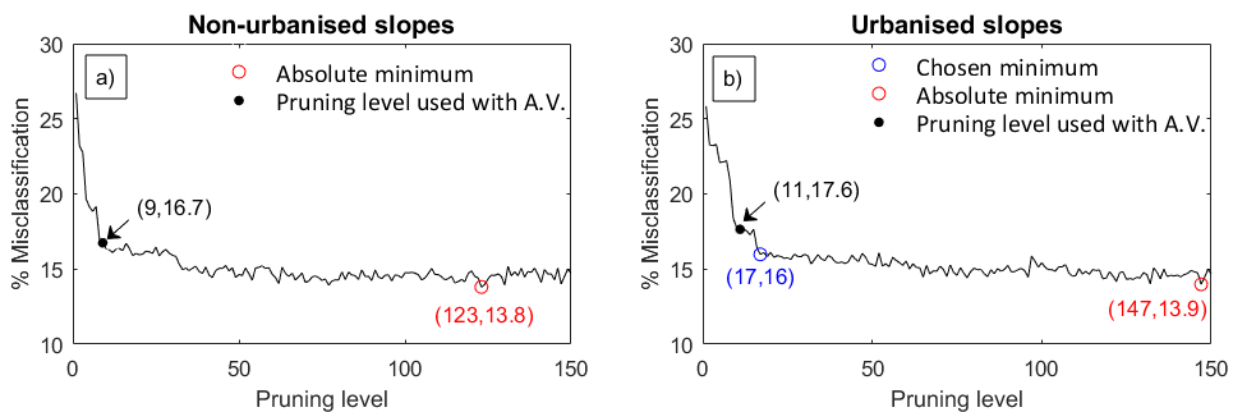 Non-urbanised slopes
a)
Absolute minimum
Pruning level used with A.V.
(9,16.7)
(123,13.8)
% Misclassification
30
25
20
15
10
0
50
100
150
Pruning level
Urbanised slopes
b)
Chosen minimum
Absolute minimum
Pruning level used with A.V.
(11,17.6)
(17,16)
(147,13.9)
% Misclassification
30
25
20
15
10
0
50
100
150
Pruning level